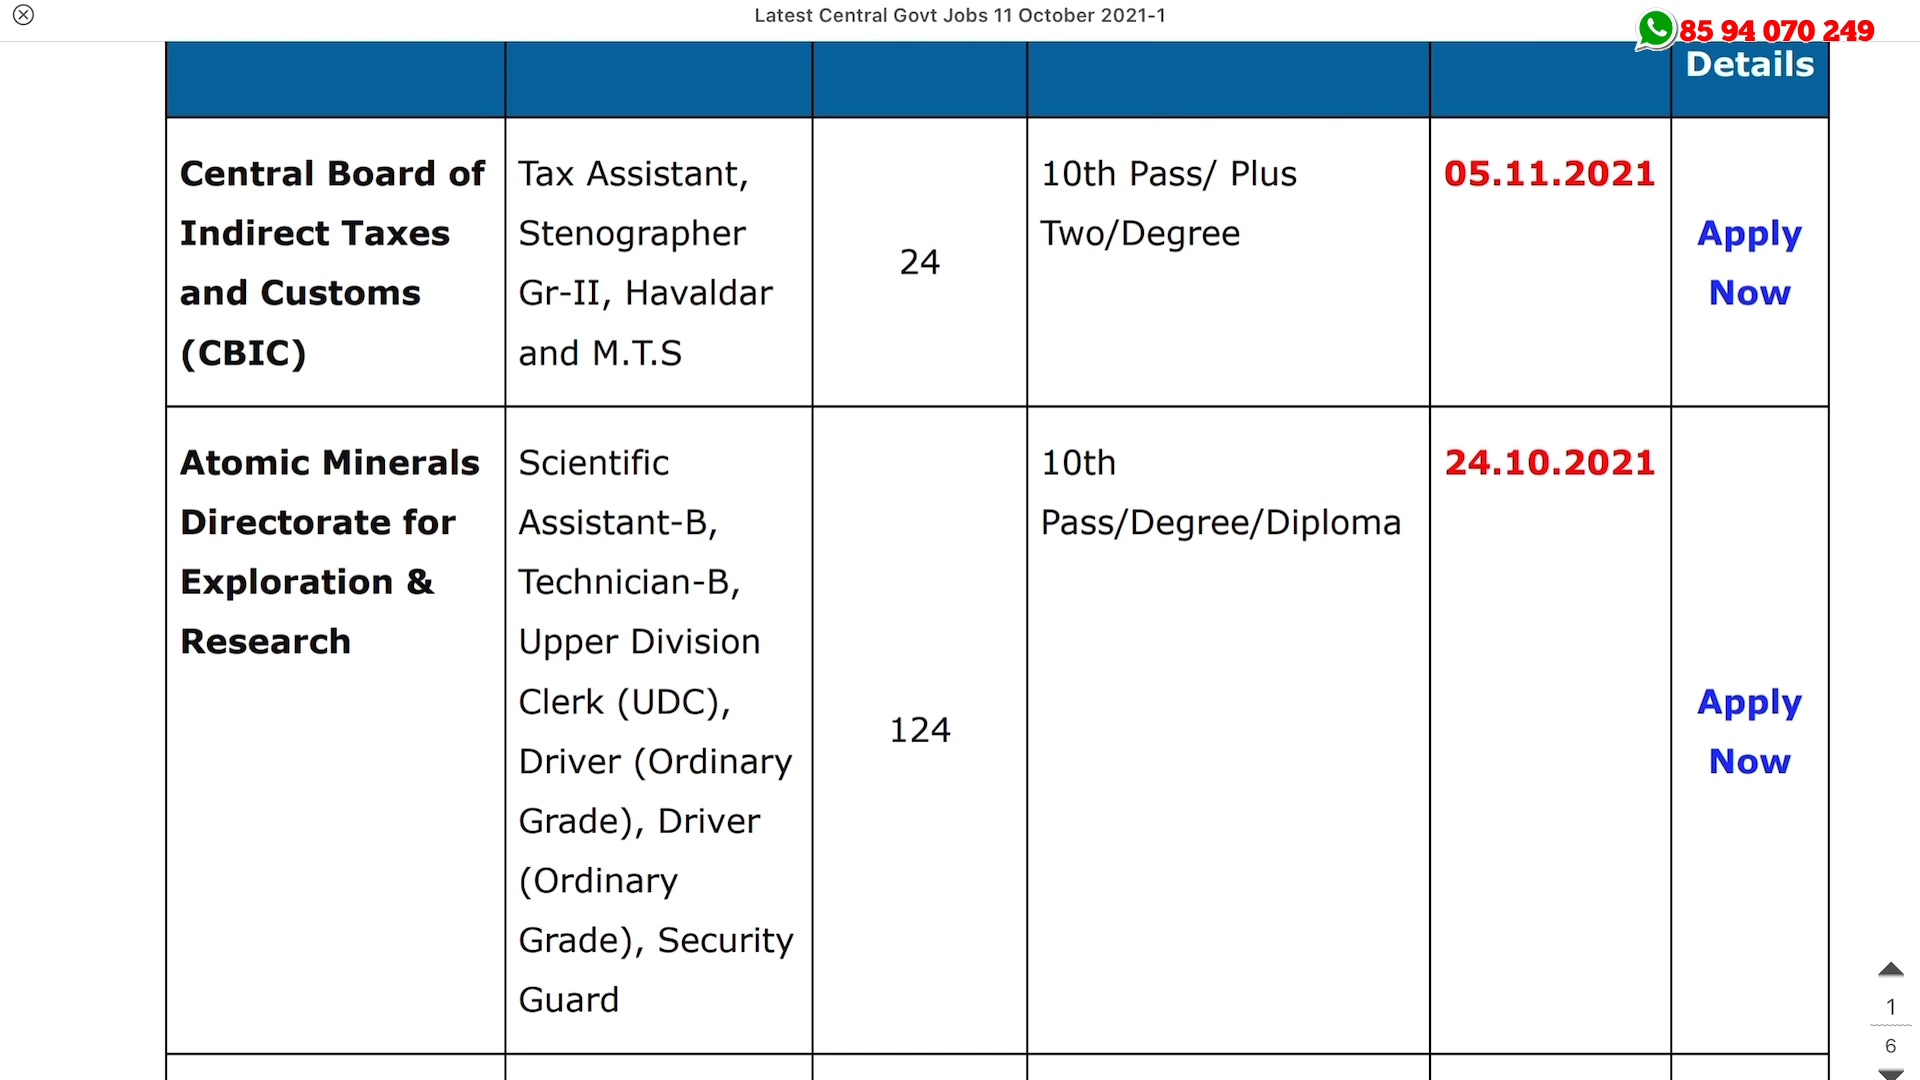 Latest Central Govt Jobs 11 October 2021-1
85 94 070 249
Details
Central Board of
Indirect Taxes
and Customs
(CBIC)
Tax Assistant,
Stenographer
Gr-II, Havaldar
and M.T.S
24
10th Pass/ Plus
Two/Degree
05.11.2021
Apply
Now
Atomic Minerals
Directorate for
Exploration &
Research
Scientific
Assistant-B,
Technician-B,
Upper Division
Clerk (UDC),
Driver (Ordinary
Grade), Driver
(Ordinary
Grade), Security
Guard
124
10th
Pass/Degree/Diploma
24.10.2021
Apply
Now
1
6